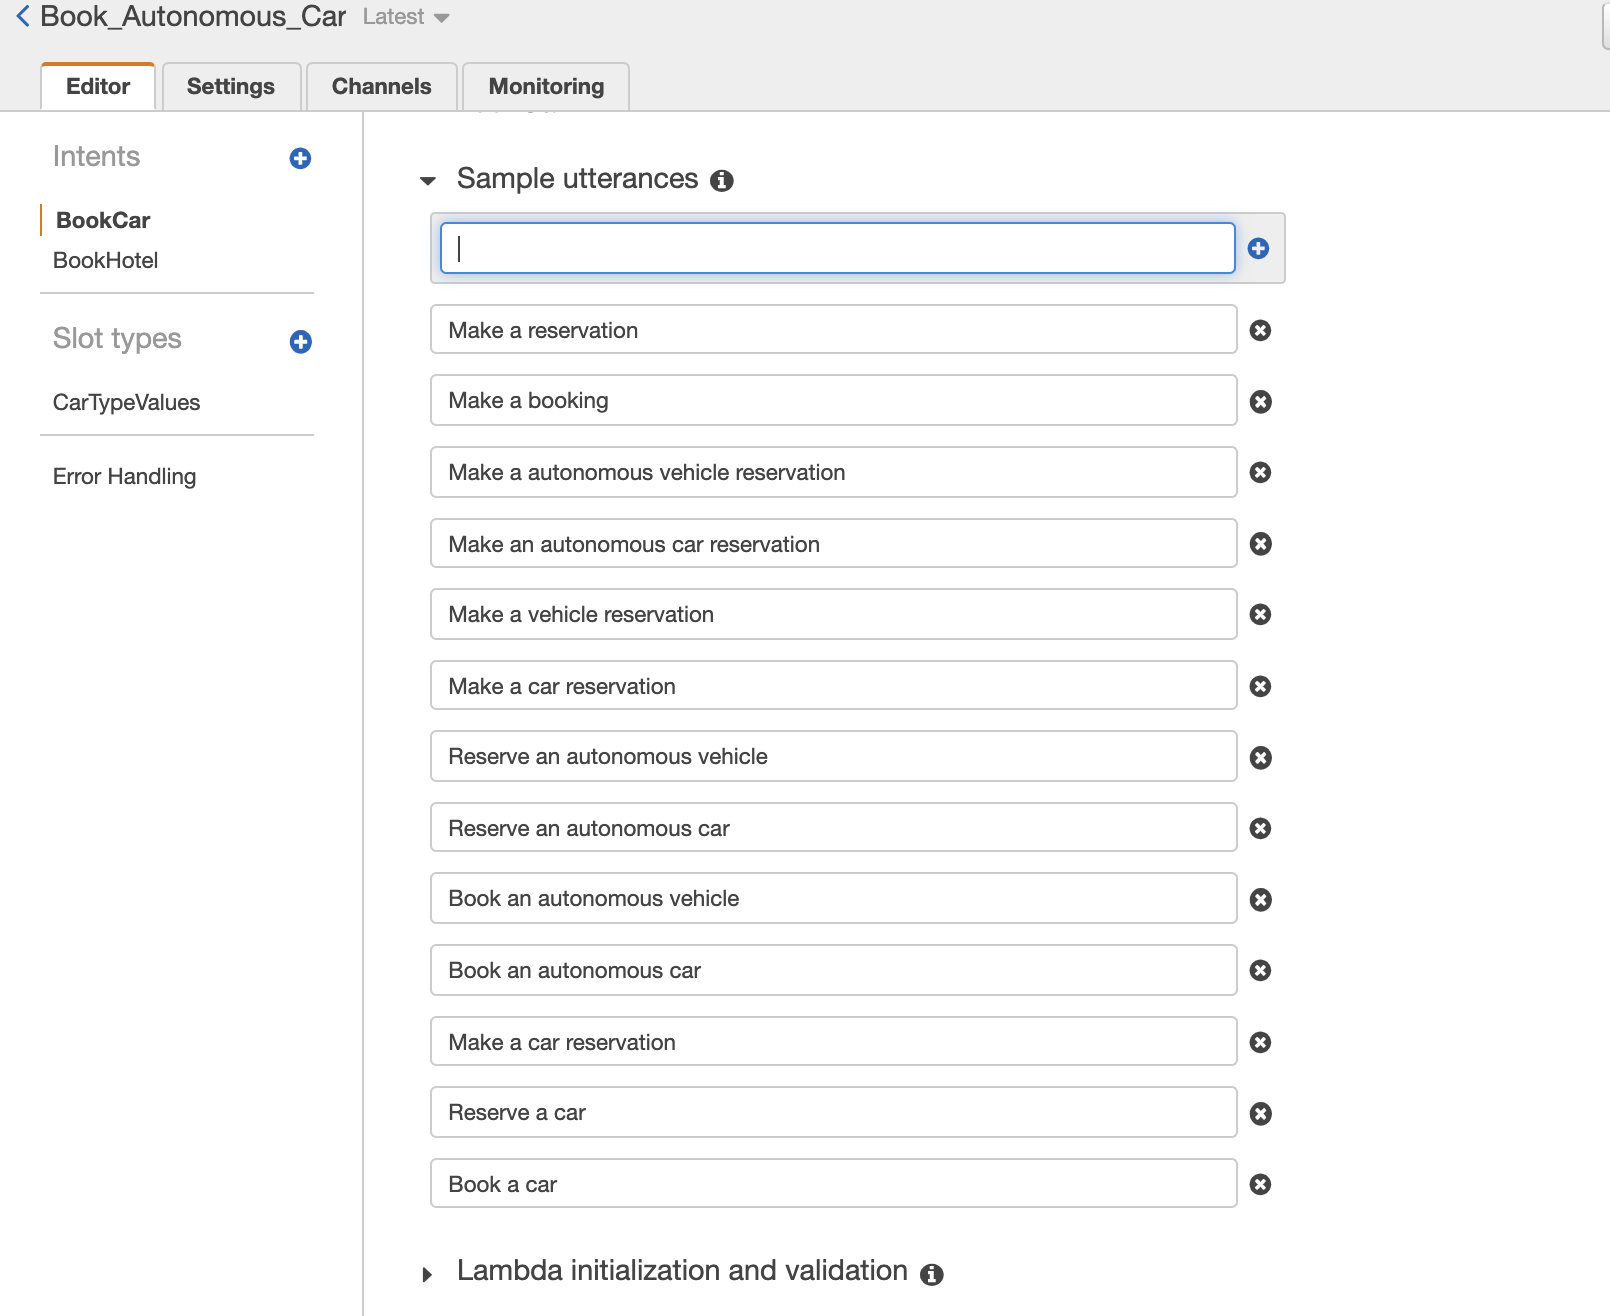 Book_Autonomous_Car Latest
Editor Settings Channels Monitoring
Intents
BookCar
BookHotel
Slot types
CarTypeValues
Error Handling
Sample utterances
Make a reservation
Make a booking
Make a autonomous vehicle reservation
Make an autonomous car reservation
Make a vehicle reservation
Make a car reservation
Reserve an autonomous vehicle
Reserve an autonomous car
Book an autonomous vehicle
Book an autonomous car
Make a car reservation
Reserve a car
Book a car
Lambda initialization and validation